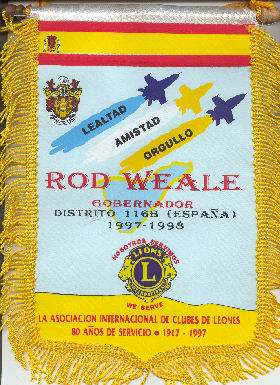 LEALTAD
AMISTAD
ORGULLO
ROD WEALE
GOBERNADOR
DISTRITO 116B (ESPAÑA)
1997-1998
NOSOTROS SERVIMOS
LIONS
L
INTERNATIONAL
WE SERVE
LA ASOCIACION INTERNACIONAL DE CLUBES DE LEONES
80 AÑOS DE SERVICIO • 1917 - 1997